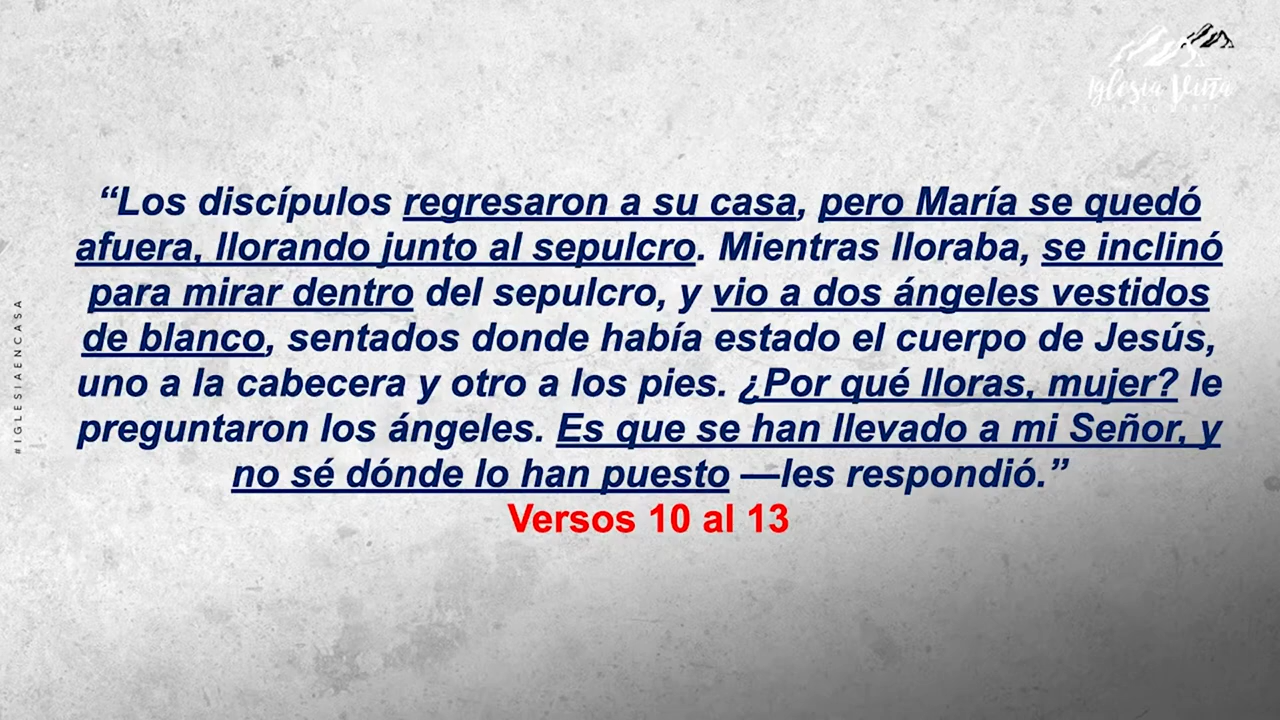 Iglesia Viña
“Los discípulos regresaron a su casa, pero María se quedó
afuera, llorando junto al sepulcro. Mientras lloraba, se inclinó
para mirar dentro del sepulcro, y vio a dos ángeles vestidos
de blanco, sentados donde había estado el cuerpo de Jesús,
uno a la cabecera y otro a los pies. ¿Por qué lloras, mujer? le
preguntaron los ángeles. Es que se han llevado a mi Señor, y
no sé dónde lo han puesto —les respondió.”
Versos 10 al 13
#IGLESIAENCASA